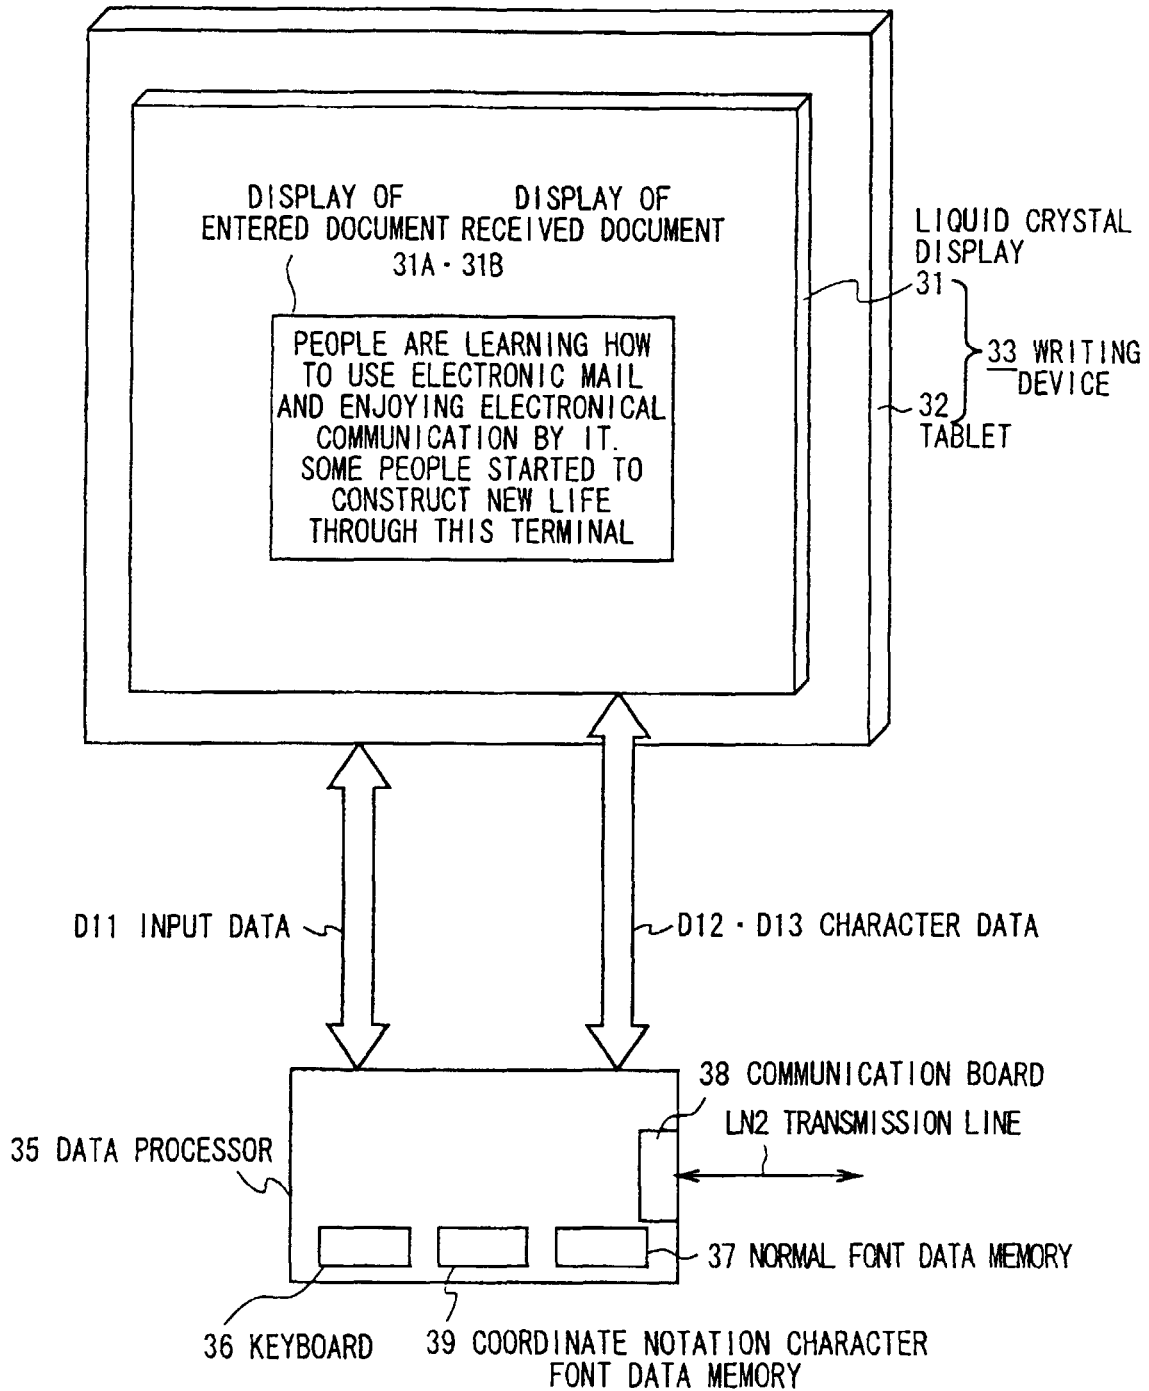 DISPLAY OF DISPLAY OF
ENTERED DOCUMENT RECEIVED DOCUMENT
31A · 31B
LIQUID CRYSTAL
DISPLAY
31
33 WRITING
DEVICE
32
TABLET
PEOPLE ARE LEARNING HOW
TO USE ELECTRONIC MAIL
AND ENJOYING ELECTRONICAL
COMMUNICATION BY IT.
SOME PEOPLE STARTED TO
CONSTRUCT NEW LIFE
THROUGH THIS TERMINAL
D11 INPUT DATA
D12 · D13 CHARACTER DATA
38 COMMUNICATION BOARD
LN2 TRANSMISSION LINE
35 DATA PROCESSOR
37 NORMAL FONT DATA MEMORY
36 KEYBOARD
39 COORDINATE NOTATION CHARACTER
FONT DATA MEMORY